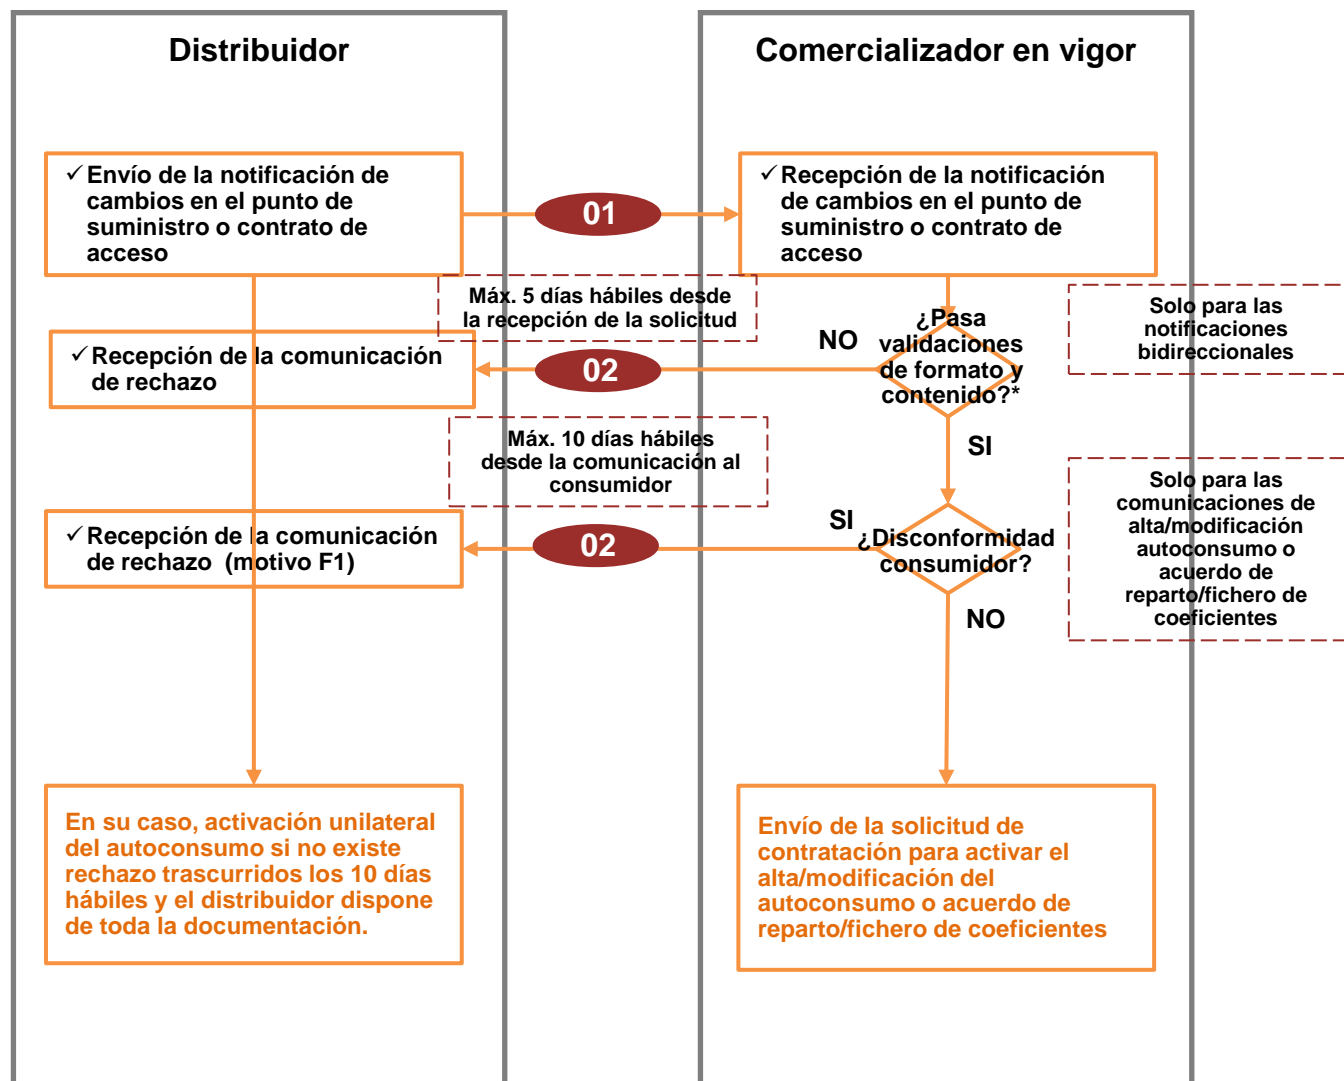 Distribuidor
Comercializador en vigor
✓ Envío de la notificación de
cambios en el punto de
suministro o contrato de
acceso
01
✓ Recepción de la notificación
de cambios en el punto de
suministro o contrato de
acceso
Máx. 5 días hábiles desde
la recepción de la solicitud
Solo para las
notificaciones
bidireccionales
¿Pasa
validaciones
de formato y
contenido?*
NO
02
✓ Recepción de la comunicación
de rechazo
SI
Máx. 10 días hábiles
desde la comunicación al
consumidor
Solo para las
comunicaciones de
alta/modificación
autoconsumo o
acuerdo de
reparto/fichero de
coeficientes
SI
¿Disconformidad
consumidor?
02
✓ Recepción de la comunicación
de rechazo (motivo F1)
NO
En su caso, activación unilateral
del autoconsumo si no existe
rechazo trascurridos los 10 días
hábiles y el distribuidor dispone
de toda la documentación.
Envío de la solicitud de
contratación para activar el
alta/modificación del
autoconsumo o acuerdo de
reparto/fichero de coeficientes